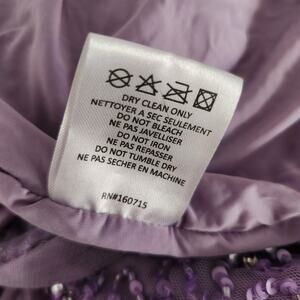 DRY CLEAN ONLY
NETTOYER A SEC SEULEMENT
DO NOT BLEACH
NE PAS JAVELLISER
DO NOT IRON
NE PAS REPASSER
DO NOT TUMBLE DRY
NE PAS SECHER EN MACHINE
RN#160715